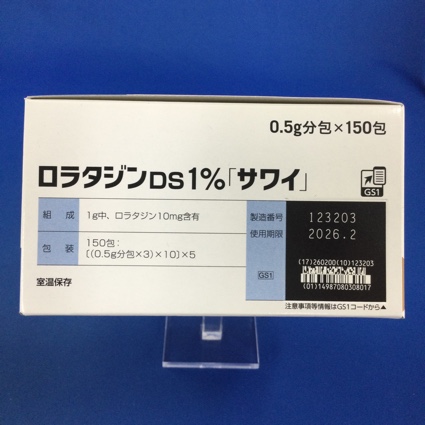 0.5g分包×150包
ロラタジンDS1%「サワイ」
GS1
組成 1g中、ロラタジン10mg含有
包装 150包:
[(0.5g分包×3)×10]×5
室温保存
製造番号 123203
使用期限 2026.2
GS1
(17)260200(10)123203
(01)14987080308017
注意事項等情報はGS1コードから▲